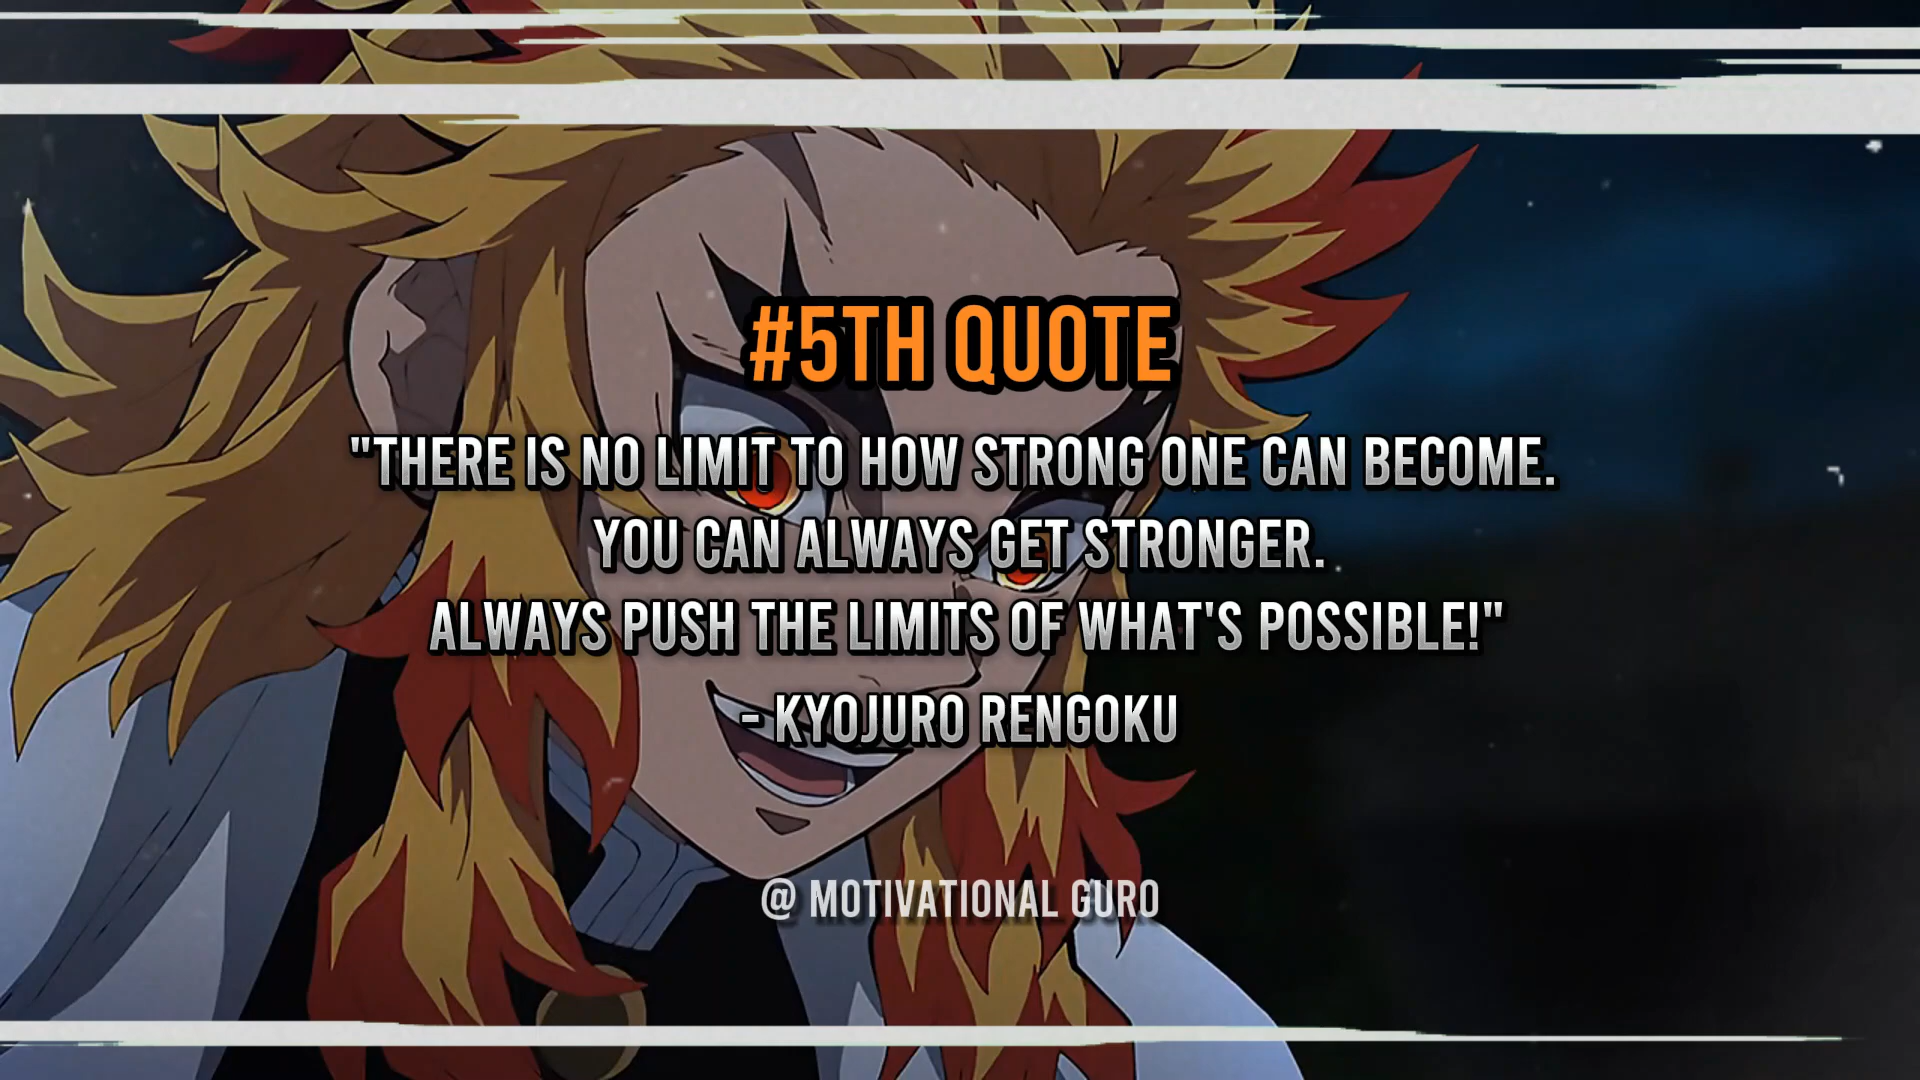 #5TH QUOTE
"THERE IS NO LIMIT TO HOW STRONG ONE CAN BECOME.
YOU CAN ALWAYS GET STRONGER.
ALWAYS PUSH THE LIMITS OF WHAT'S POSSIBLE!"
- KYOJURO RENGOKU
@ MOTIVATIONAL GURO